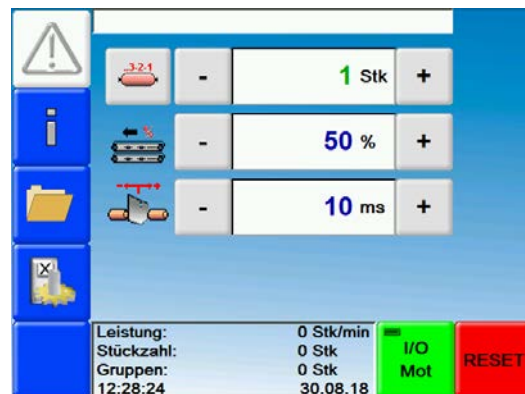 ..3-2-1
- 1 Stk +
%
- 50 % +
- 10 ms +
i
X
Leistung: 0 Stk/min
Stückzahl: 0 Stk
Gruppen: 0 Stk
12:28:24 30.08.18
I/O
Mot
RESET